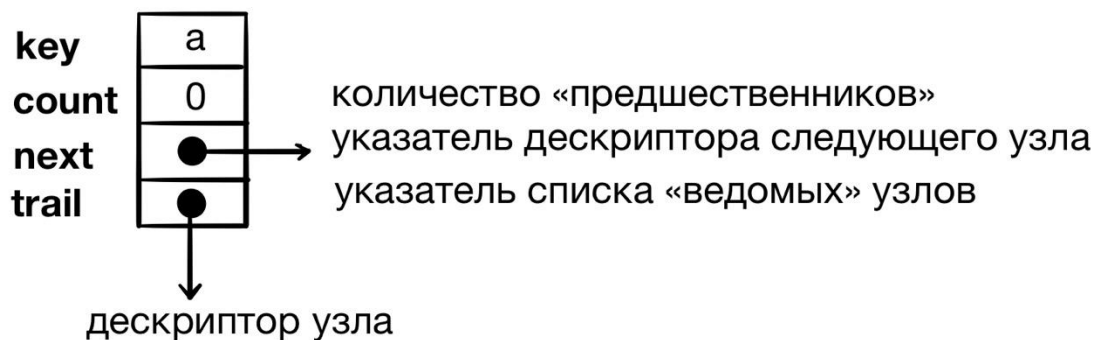 key a
count 0 количество «предшественников»
next указатель дескриптора следующего узла
trail указатель списка «ведомых» узлов
дескриптор узла